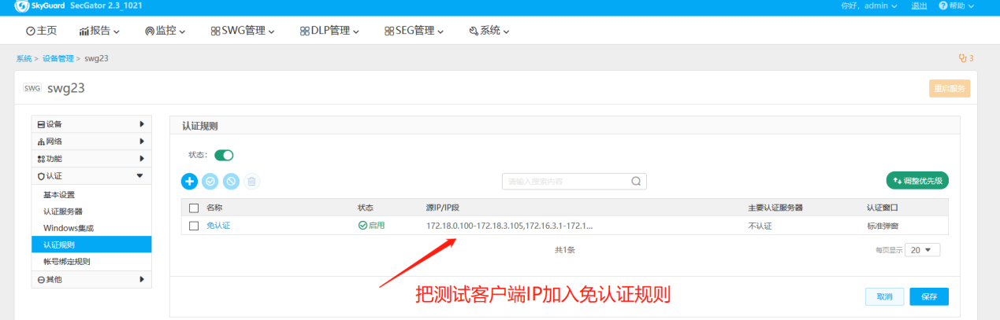 SkyGuard SecGator 2.3_1021
你好，admin 退出 帮助
主页 报告 监控 SWG管理 DLP管理 SEG管理 系统
系统 > 设备管理 > swg23 3
SWG swg23 重启服务
设备
网络
功能
认证
基本设置
认证服务器
Windows集成
认证规则
帐号绑定规则
其他
认证规则
状态：
请输入搜索内容 调整优先级
名称 状态 源IP/IP段 主要认证服务器 认证窗口
免认证 启用 172.18.0.100-172.18.3.105,172.16.3.1-172.1... 不认证 标准弹窗
共1条 每页显示 20
把测试客户端IP加入免认证规则
取消 保存